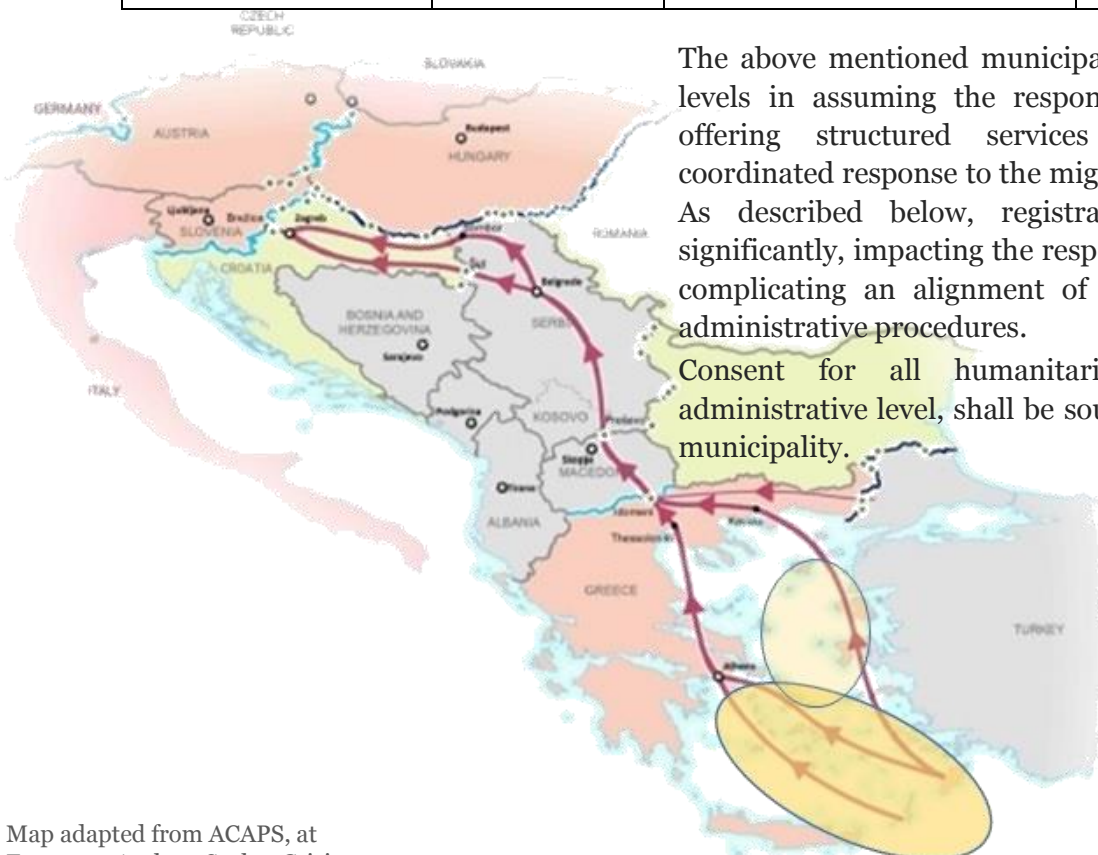 CZECH
REPUBLIC
SLOVAKIA
GERMANY
AUSTRIA
Budapest
HUNGARY
Ljubljana
SLOVENIA
Brežice
Zagreb
ROMANIA
CROATIA
Sid
Belgrade
BOSNIA AND
HERZEGOVINA
Sarajevo
ITALY
Podgorica
KOSOVO
Preševo
Skopje
Tirana
ALBANIA
Idomeni
Kavala
Thessaloniki
GREECE
TURKEY
Athens
The above mentioned municipa
levels in assuming the respon
offering structured services
coordinated response to the mig
As described below, registra
significantly, impacting the resp
complicating an alignment of
administrative procedures.
Consent for all humanitari
administrative level, shall be sou
municipality.
Map adapted from ACAPS, at